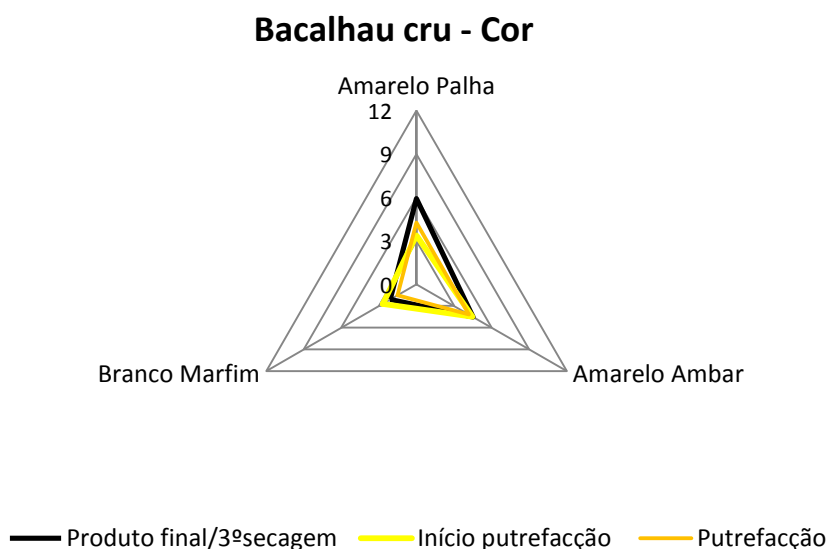 Bacalhau cru - Cor
Amarelo Palha
12
9
6
3
0
Branco Marfim
Amarelo Ambar
Produto final/3ºsecagem
Início putrefacção
Putrefacção